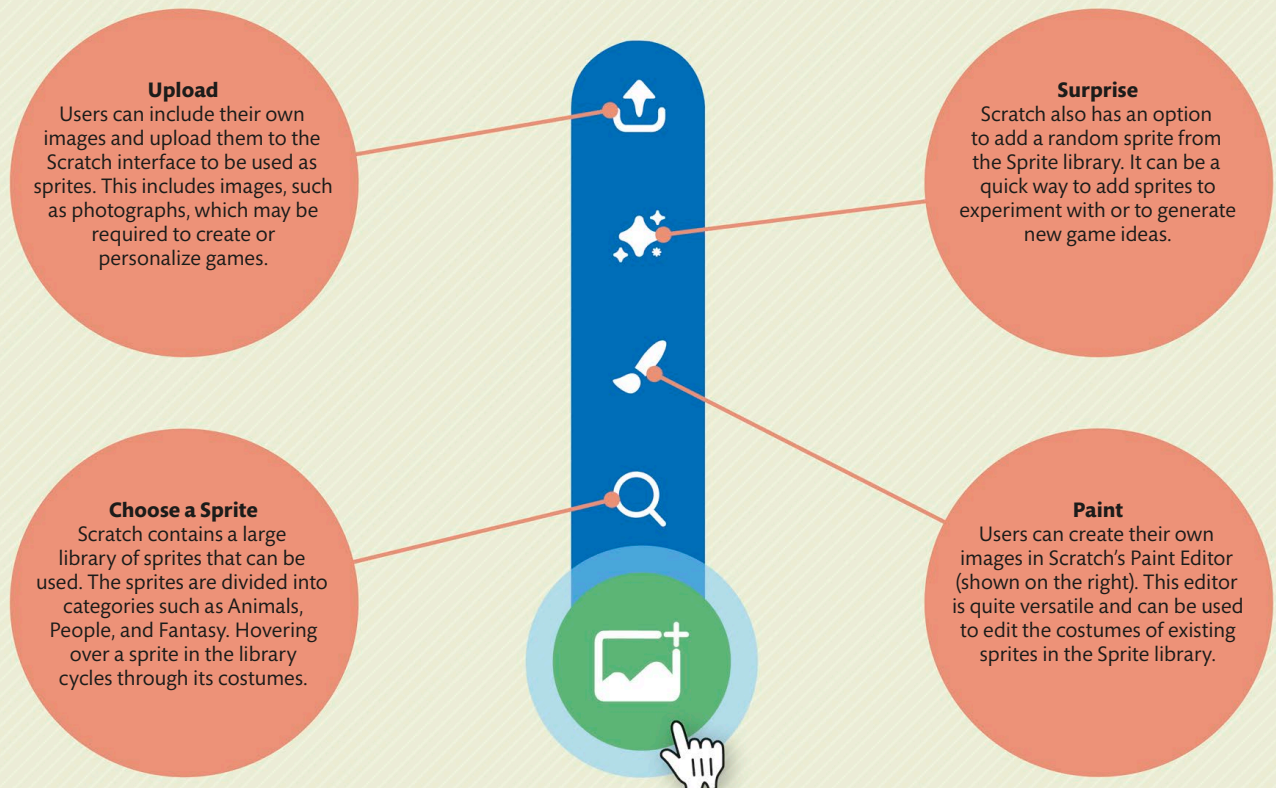 Upload
Users can include their own
images and upload them to the
Scratch interface to be used as
sprites. This includes images, such
as photographs, which may be
required to create or
personalize games.
Surprise
Scratch also has an option
to add a random sprite from
the Sprite library. It can be a
quick way to add sprites to
experiment with or to generate
new game ideas.
Choose a Sprite
Scratch contains a large
library of sprites that can be
used. The sprites are divided into
categories such as Animals,
People, and Fantasy. Hovering
over a sprite in the library
cycles through its costumes.
Paint
Users can create their own
images in Scratch’s Paint Editor
(shown on the right). This editor
is quite versatile and can be used
to edit the costumes of existing
sprites in the Sprite library.